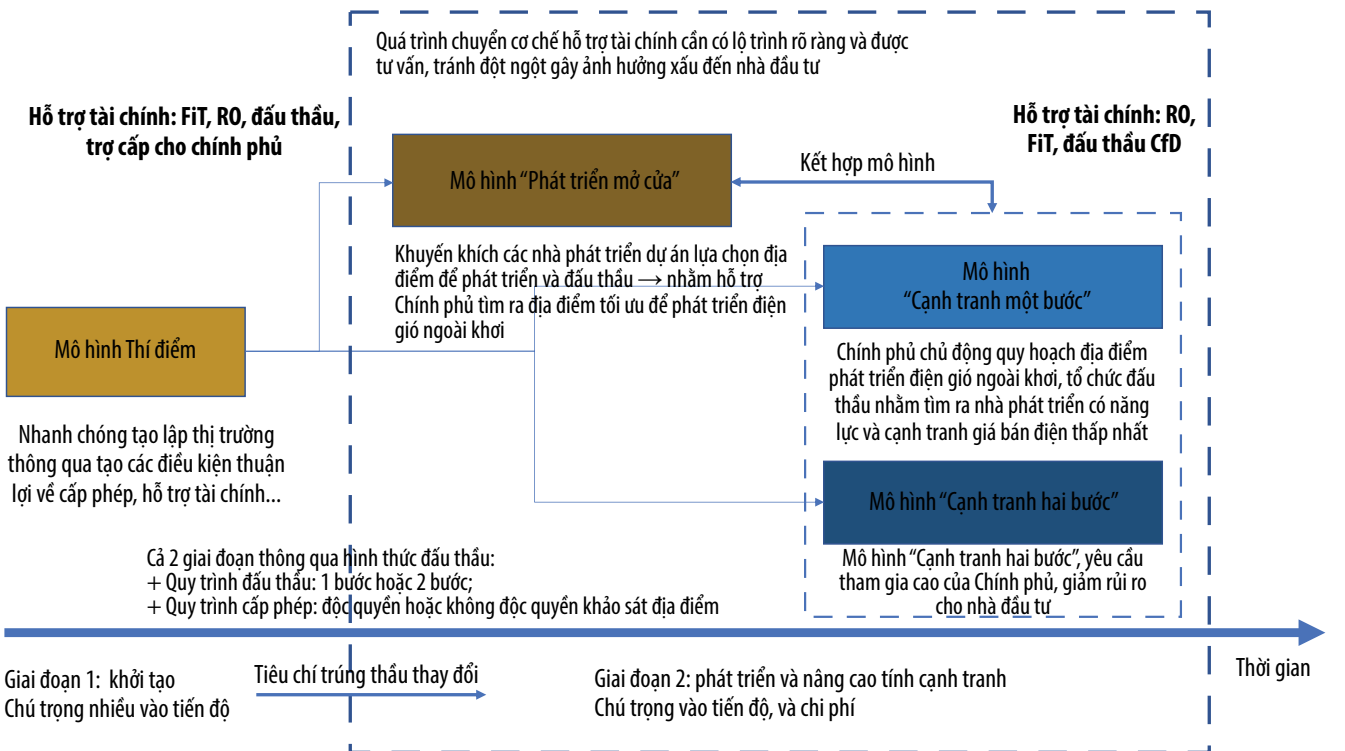 Quá trình chuyển cơ chế hỗ trợ tài chính cần có lộ trình rõ ràng và được
tư vấn, tránh đột ngột gây ảnh hưởng xấu đến nhà đầu tư
Hỗ trợ tài chính: FiT, RO, đấu thầu,
trợ cấp cho chính phủ
Hỗ trợ tài chính: RO,
FiT, đấu thầu CfD
Mô hình “Phát triển mở cửa”
Kết hợp mô hình
Khuyến khích các nhà phát triển dự án lựa chọn địa
điểm để phát triển và đấu thầu → nhằm hỗ trợ
Chính phủ tìm ra địa điểm tối ưu để phát triển điện
gió ngoài khơi
Mô hình
“Cạnh tranh một bước”
Mô hình Thí điểm
Chính phủ chủ động quy hoạch địa điểm
phát triển điện gió ngoài khơi, tổ chức đấu
thầu nhằm tìm ra nhà phát triển có năng
lực và cạnh tranh giá bán điện thấp nhất
Nhanh chóng tạo lập thị trường
thông qua tạo các điều kiện thuận
lợi về cấp phép, hỗ trợ tài chính...
Mô hình “Cạnh tranh hai bước”
Mô hình “Cạnh tranh hai bước”, yêu cầu
tham gia cao của Chính phủ, giảm rủi ro
cho nhà đầu tư
Cả 2 giai đoạn thông qua hình thức đấu thầu:
+ Quy trình đấu thầu: 1 bước hoặc 2 bước;
+ Quy trình cấp phép: độc quyền hoặc không độc quyền khảo sát địa điểm
Thời gian
Giai đoạn 1: khởi tạo
Chú trọng nhiều vào tiến độ
Tiêu chí trúng thầu thay đổi
Giai đoạn 2: phát triển và nâng cao tính cạnh tranh
Chú trọng vào tiến độ, và chi phí